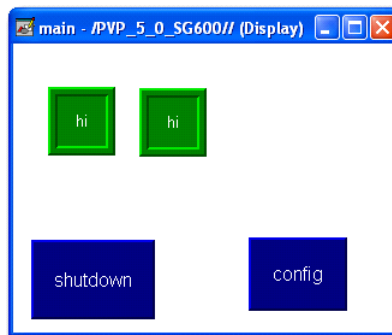 main - /PVP_5_0_SG600// (Display)
hi hi
shutdown config